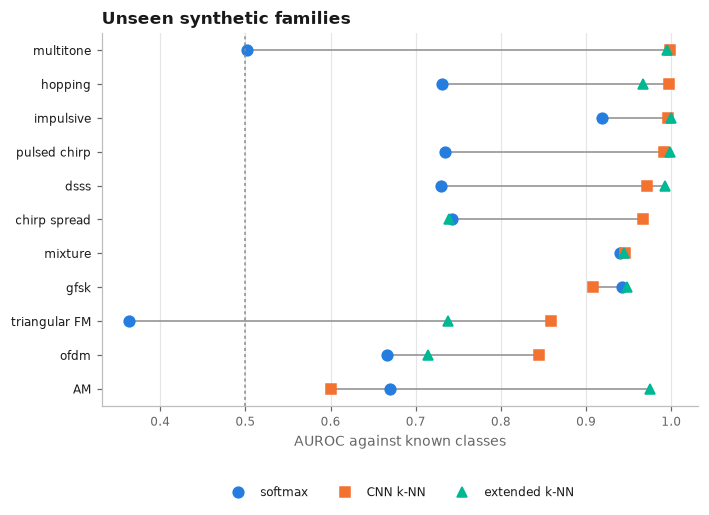 Unseen synthetic families
multitone
hopping
impulsive
pulsed chirp
dsss
chirp spread
mixture
gfsk
triangular FM
ofdm
AM
0.4 0.5 0.6 0.7 0.8 0.9 1.0
AUROC against known classes
softmax CNN k-NN extended k-NN